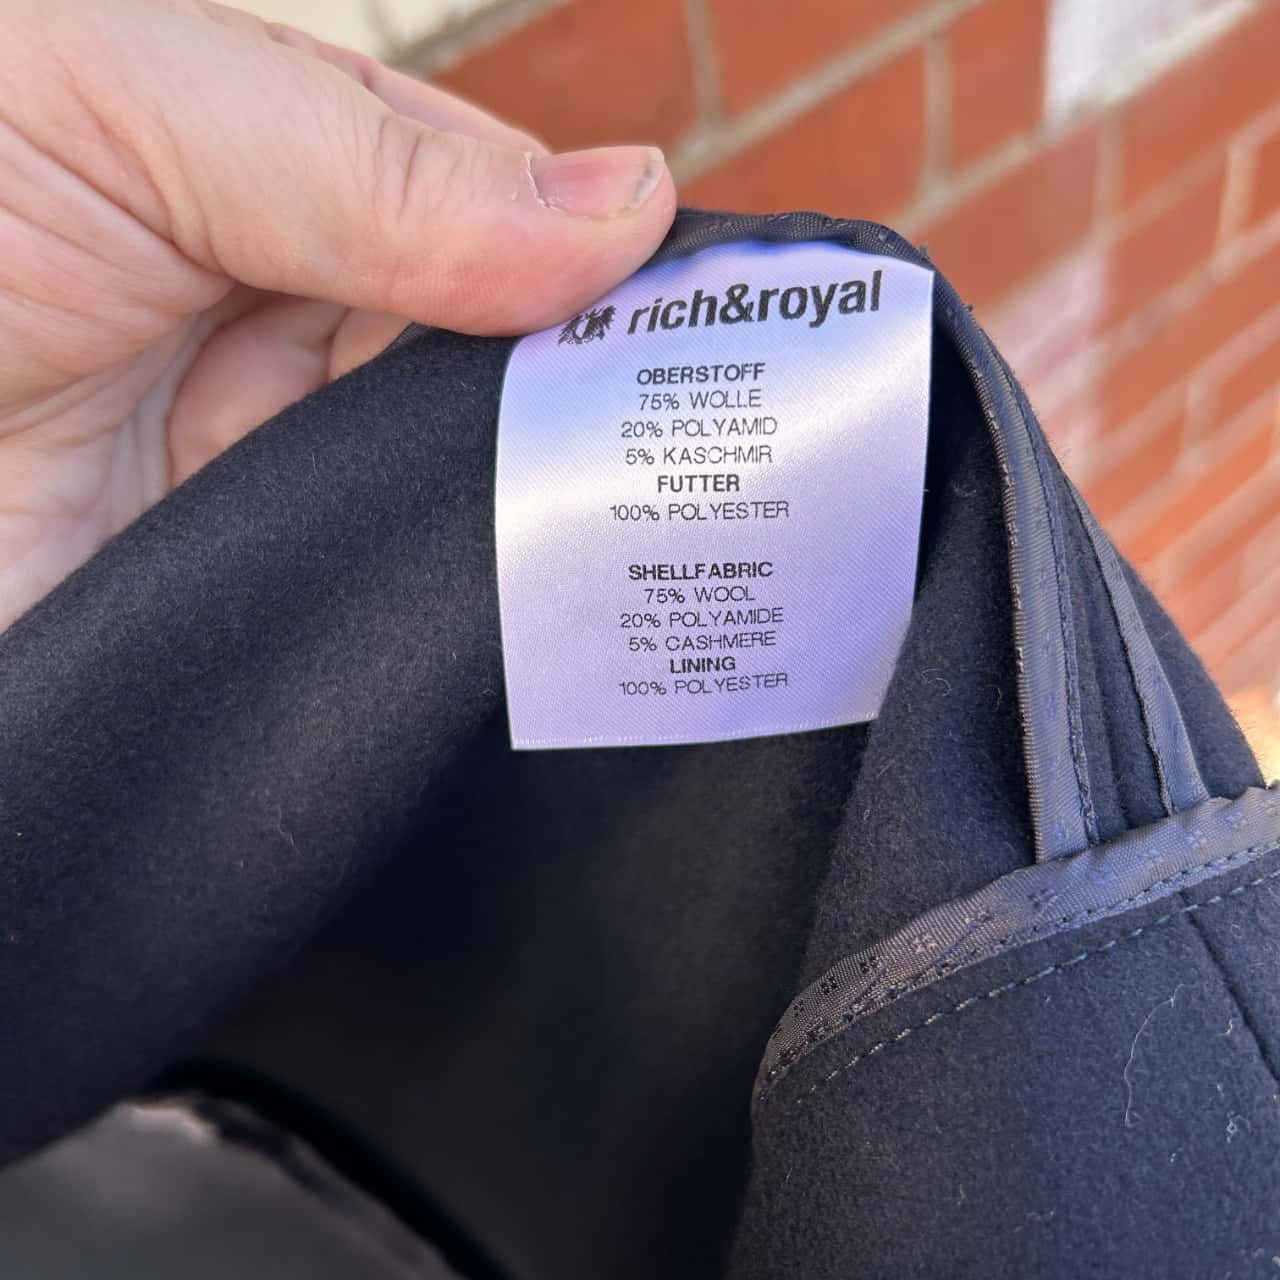 rich&royal
OBERSTOFF
75% WOLLE
20% POLYAMID
5% KASCHMIR
FUTTER
100% POLYESTER
SHELLFABRIC
75% WOOL
20% POLYAMIDE
5% CASHMERE
LINING
100% POLYESTER